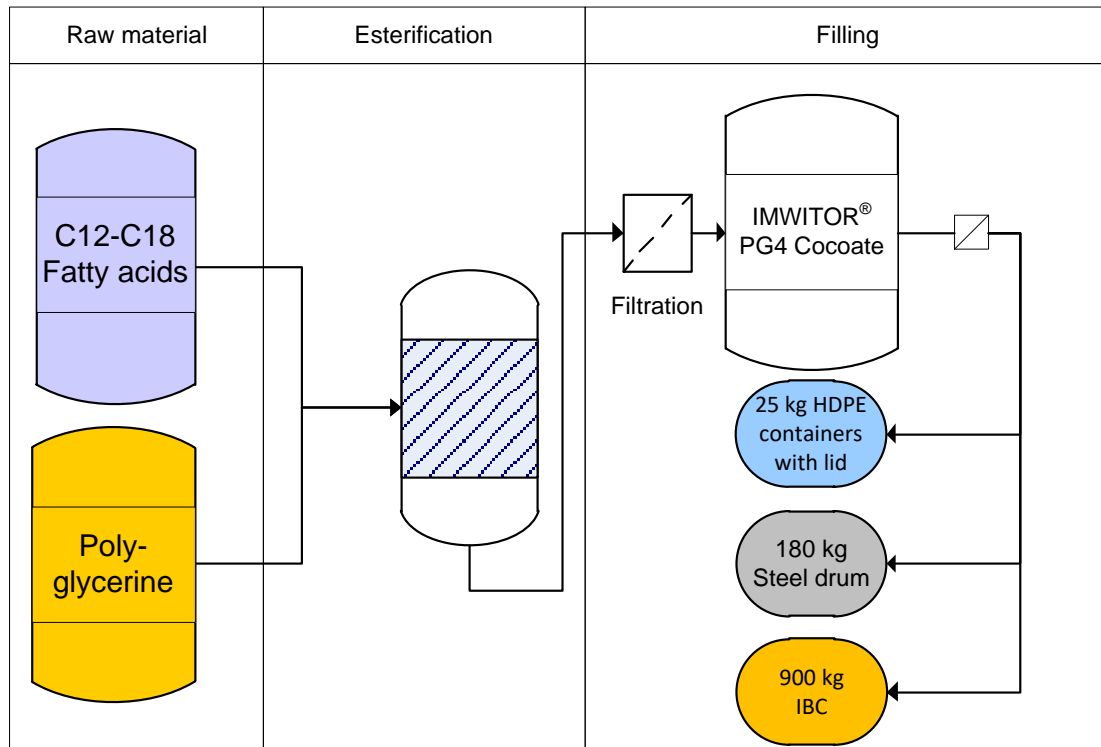 Raw material
Esterification
Filling
C12-C18
Fatty acids
Poly-
glycerine
Filtration
IMWITOR®
PG4 Cocoate
25 kg HDPE
containers
with lid
180 kg
Steel drum
900 kg
IBC